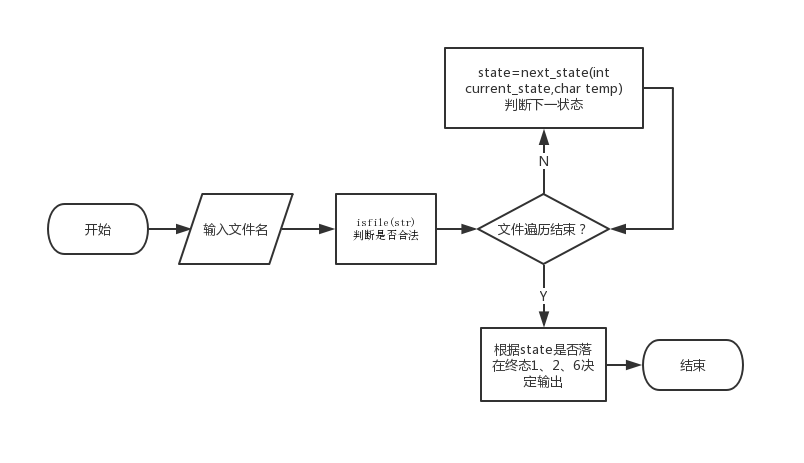 state=next_state(int
current_state,char temp)
判断下一状态
N
开始
输入文件名
isfile(str)
判断是否合法
文件遍历结束？
Y
根据state是否落
在终态1、2、6决
定输出
结束